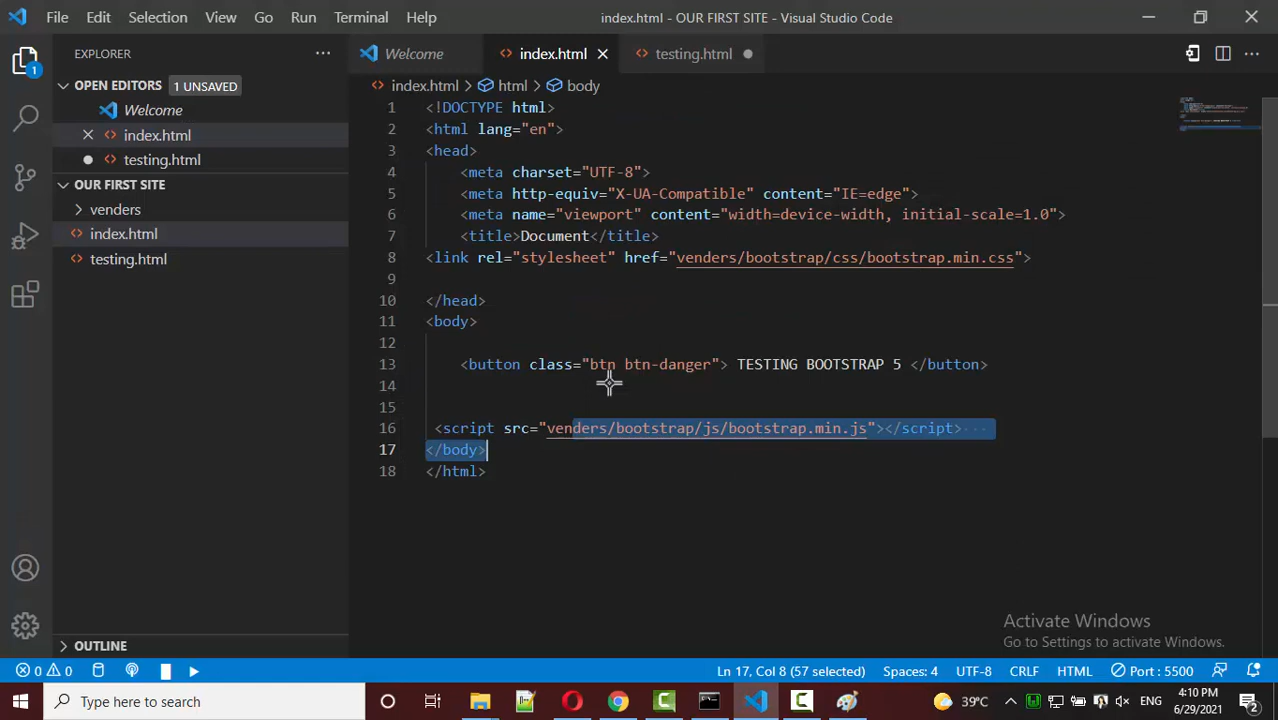 File Edit Selection View Go Run Terminal Help index.html - OUR FIRST SITE - Visual Studio Code
EXPLORER
Welcome index.html testing.html
OPEN EDITORS 1 UNSAVED
Welcome
index.html
testing.html
OUR FIRST SITE
venders
index.html
testing.html
OUTLINE
index.html > html > body
1 <!DOCTYPE html>
2 <html lang="en">
3 <head>
4 <meta charset="UTF-8">
5 <meta http-equiv="X-UA-Compatible" content="IE=edge">
6 <meta name="viewport" content="width=device-width, initial-scale=1.0">
7 <title>Document</title>
8 <link rel="stylesheet" href="venders/bootstrap/css/bootstrap.min.css">
9
10 </head>
11 <body>
12
13 <button class="btn btn-danger"> TESTING BOOTSTRAP 5 </button>
14
15
16 <script src="venders/bootstrap/js/bootstrap.min.js"></script>
17 </body>
18 </html>
Activate Windows
Go to Settings to activate Windows.
1
0 0 Ln 17, Col 8 (57 selected) Spaces: 4 UTF-8 CRLF HTML Port : 5500
Type here to search 39°C ENG 4:10 PM
6/29/2021 2